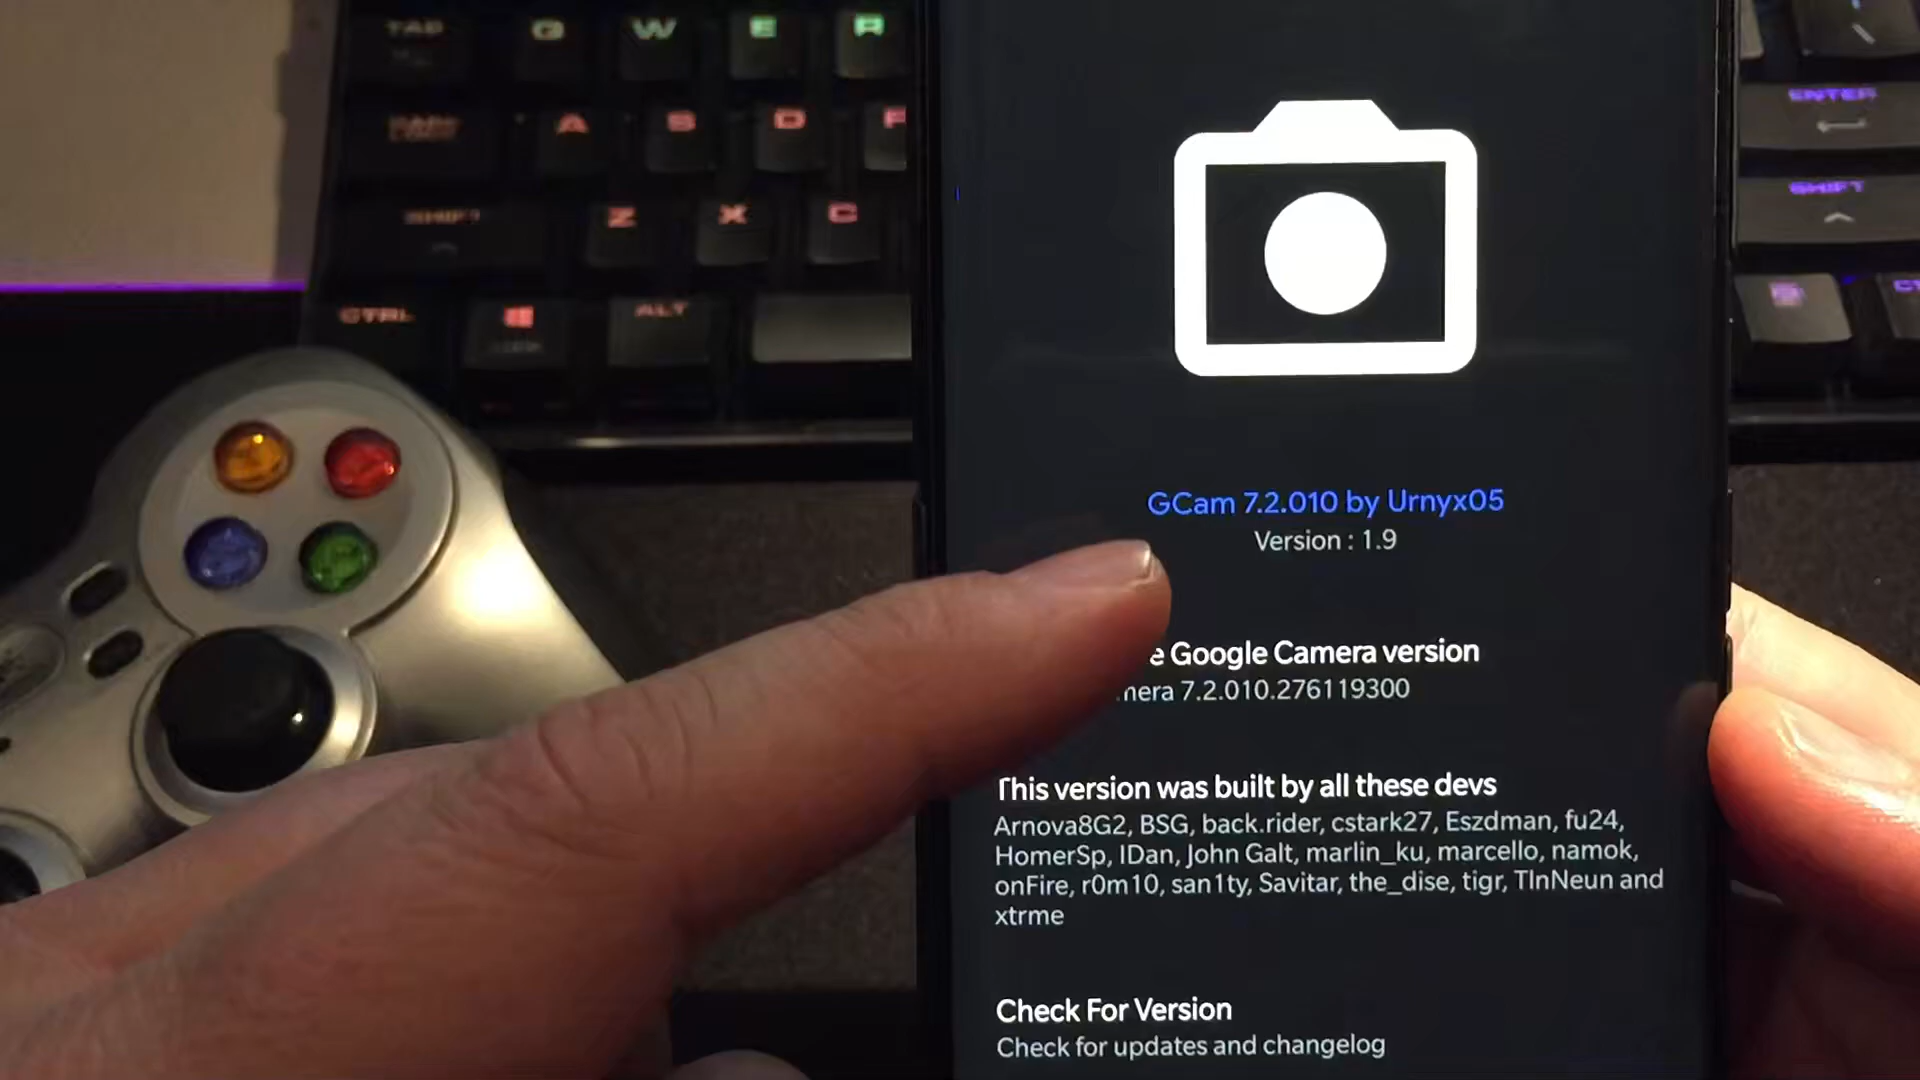 TAB Q W E R
A S D F
ENTER
SHIFT Z X C
SHIFT
CTRL ALT
GCam 7.2.010 by Urnyx05
Version : 1.9
e Google Camera version
mera 7.2.010.276119300
This version was built by all these devs
Arnova8G2, BSG, back.rider, cstark27, Eszdman, fu24,
HomerSp, IDan, John Galt, marlin_ku, marcello, namok,
onFire, r0m10, san1ty, Savitar, the_dise, tigr, TlnNeun and
xtrme
Check For Version
Check for updates and changelog